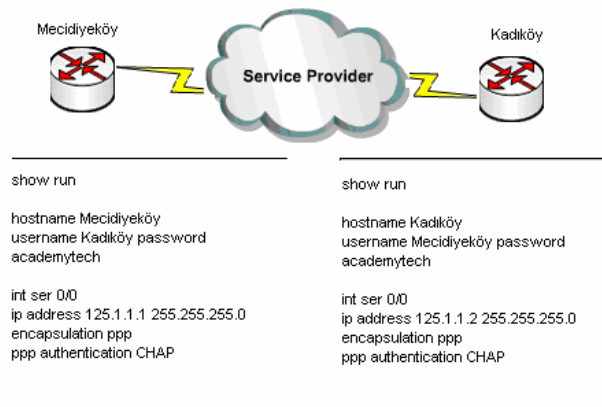 Mecidiyeköy
Kadıköy
Service Provider
show run
hostname Mecidiyeköy
username Kadıköy password
academytech
int ser 0/0
ip address 125.1.1.1 255.255.255.0
encapsulation ppp
ppp authentication CHAP
show run
hostname Kadıköy
username Mecidiyeköy password
academytech
int ser 0/0
ip address 125.1.1.2 255.255.255.0
encapsulation ppp
ppp authentication CHAP